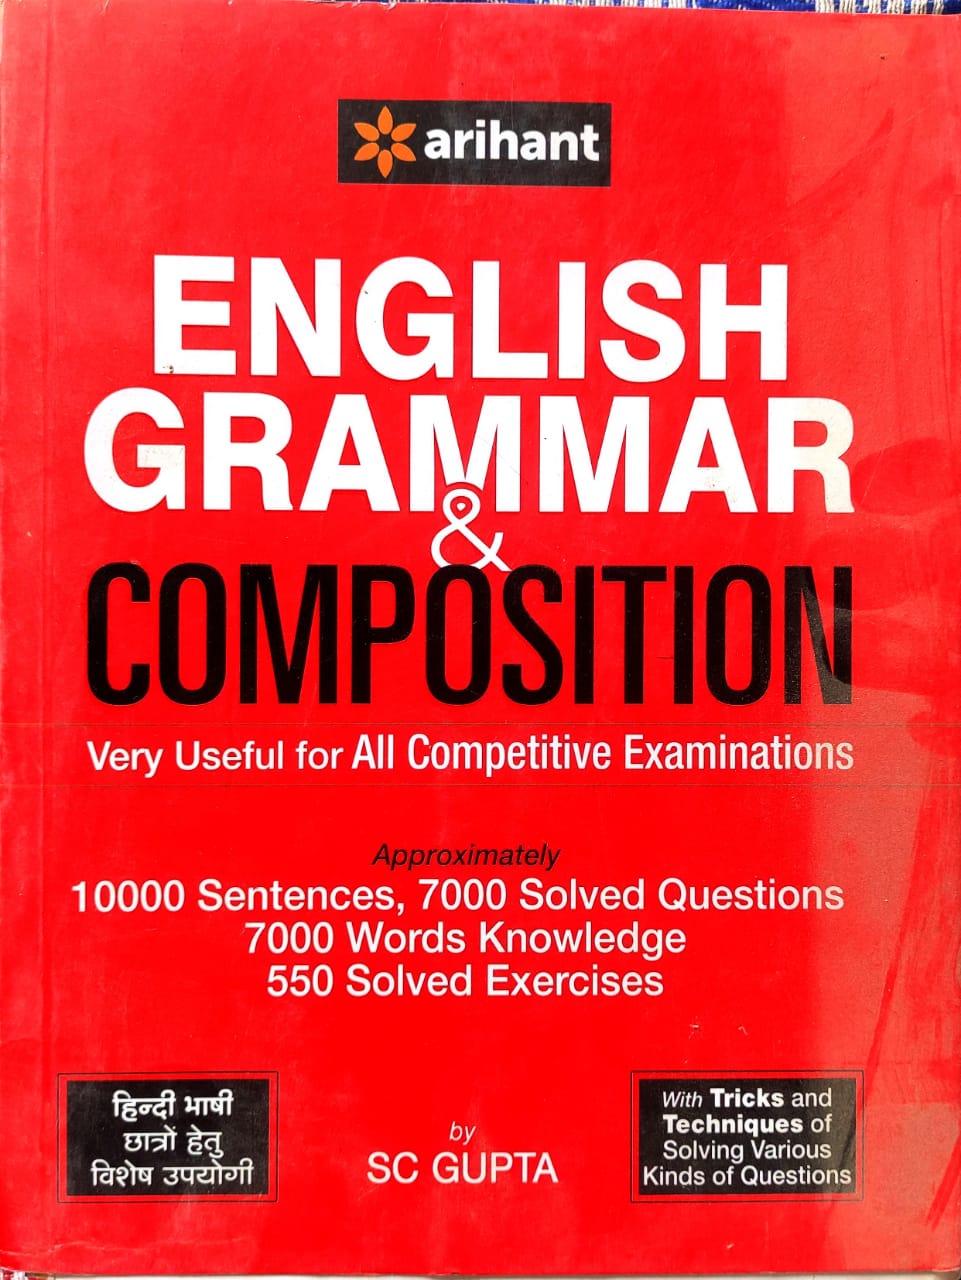 arihant
ENGLISH
GRAMMAR
&
COMPOSITION
Very Useful for All Competitive Examinations
Approximately
10000 Sentences, 7000 Solved Questions
7000 Words Knowledge
550 Solved Exercises
हिन्दी भाषी
छात्रों हेतु
विशेष उपयोगी
by
SC GUPTA
With Tricks and
Techniques of
Solving Various
Kinds of Questions